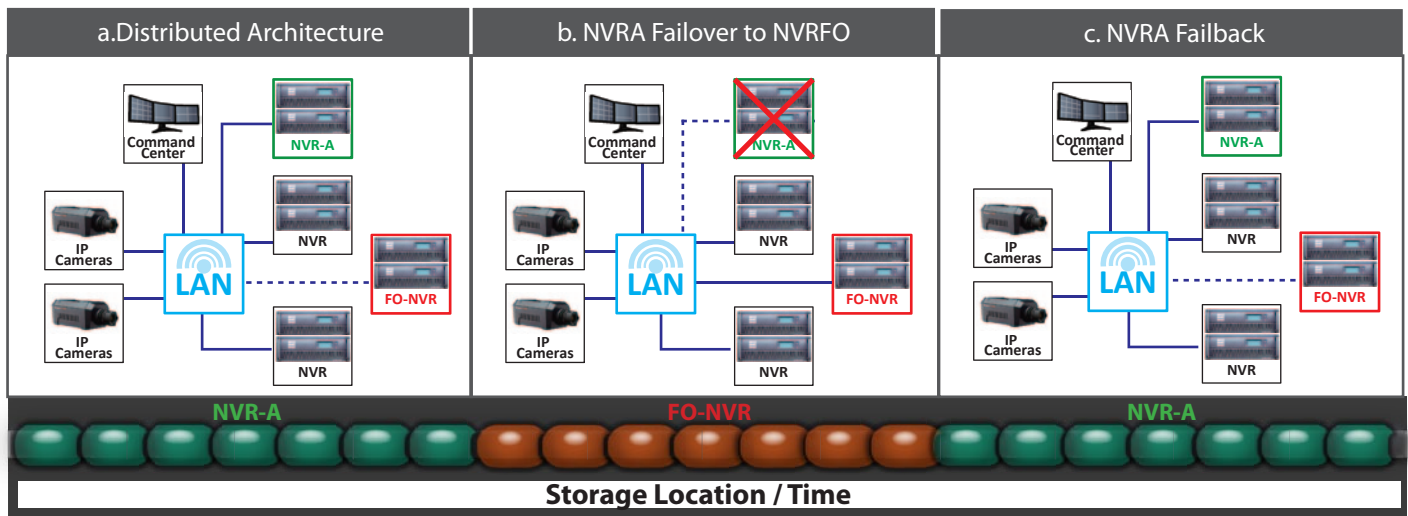 a.Distributed Architecture
b. NVRA Failover to NVRFO
c. NVRA Failback
Command
Center
NVR-A
IP
Cameras
LAN
NVR
FO-NVR
IP
Cameras
NVR
Command
Center
NVR-A
IP
Cameras
LAN
NVR
FO-NVR
IP
Cameras
NVR
Command
Center
NVR-A
IP
Cameras
LAN
NVR
FO-NVR
IP
Cameras
NVR
NVR-A
FO-NVR
NVR-A
Storage Location / Time